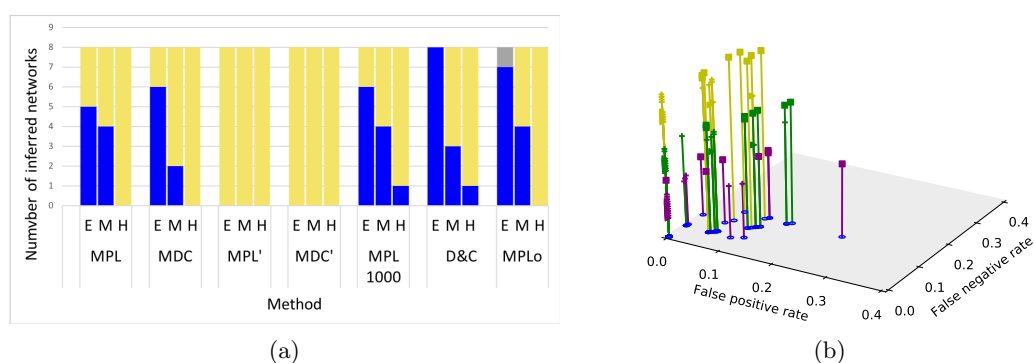 9
8
7
6
5
4
3
2
1
0
Numvber of inferred networks
E M H E M H E M H E M H E M H E M H E M H
MPL MDC MPL' MDC' MPL 1000 D&C MPLo
Method
(a)
0.0 0.1 0.2 0.3 0.4
False positive rate
0.0 0.1 0.2 0.3 0.4
False negative rate
(b)